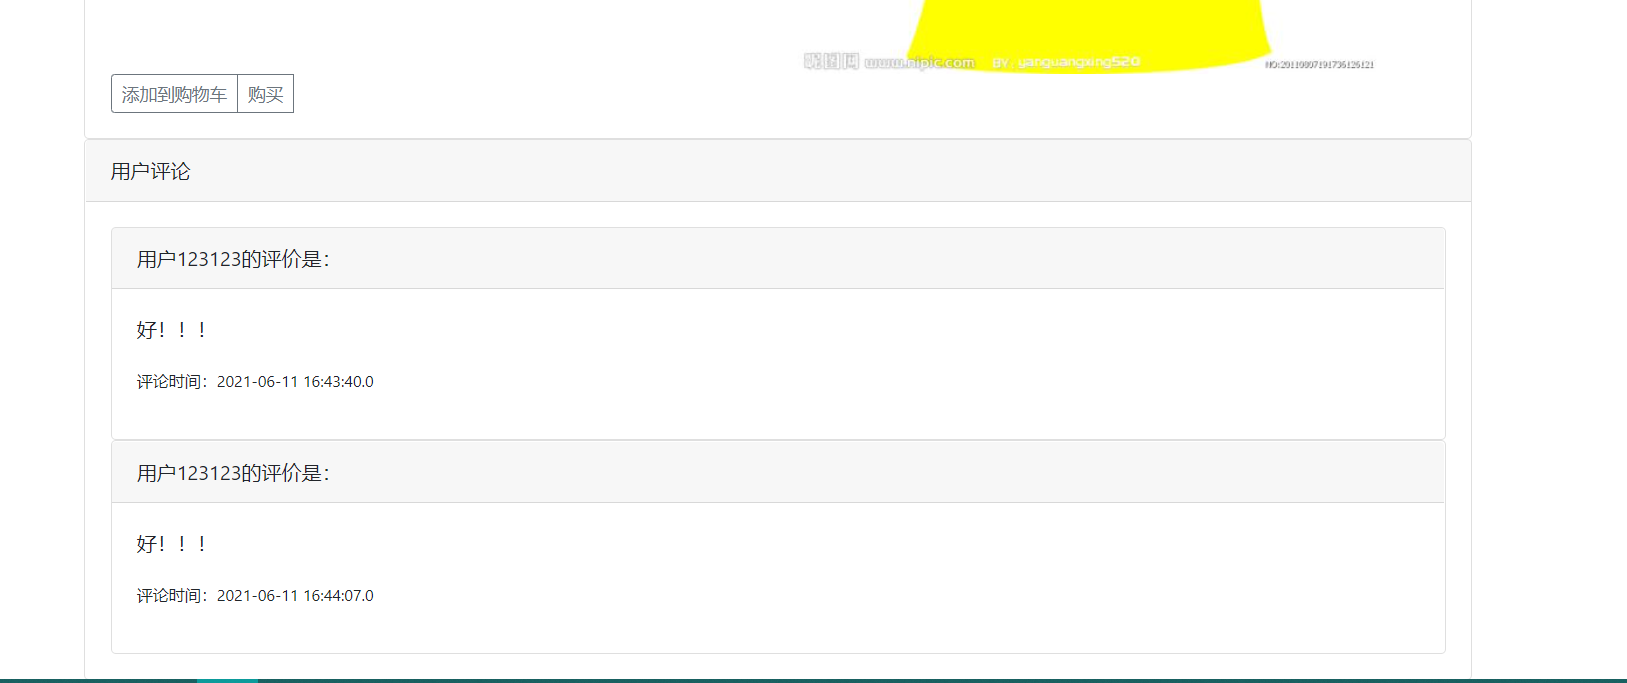 昵图网 www.nipic.com BY: yanguangxing520
添加到购物车 购买
用户评论
用户123123的评价是：
好！！！
评论时间：2021-06-11 16:43:40.0
用户123123的评价是：
好！！！
评论时间：2021-06-11 16:44:07.0